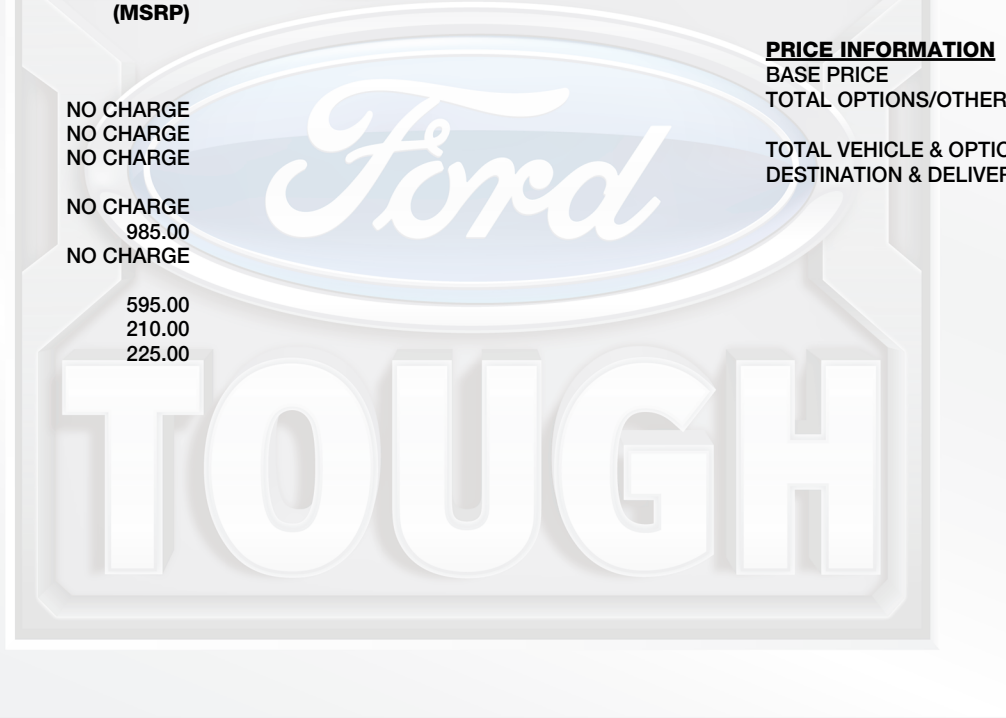 (MSRP)
NO CHARGE
NO CHARGE
NO CHARGE
NO CHARGE
985.00
NO CHARGE
595.00
210.00
225.00
PRICE INFORMATION
BASE PRICE
TOTAL OPTIONS/OTHER
TOTAL VEHICLE & OPTIO
DESTINATION & DELIVER
Ford
TOUGH